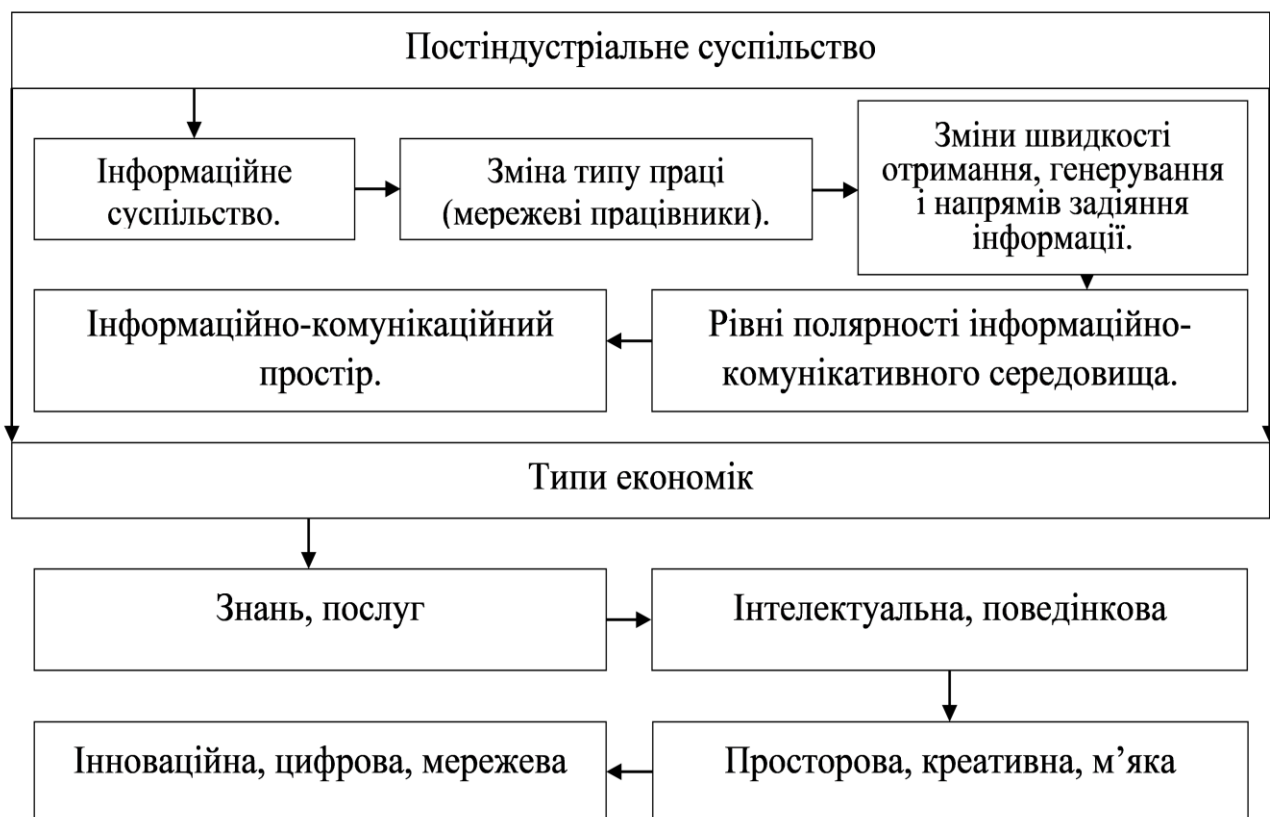 Постіндустріальне суспільство
Інформаційне
суспільство.
Зміна типу праці
(мережеві працівники).
Зміни швидкості
отримання, генерування
і напрямів задіяння
інформації.
Інформаційно-комунікаційний
простір.
Рівні полярності інформаційно-
комунікативного середовища.
Типи економік
Знань, послуг
Інтелектуальна, поведінкова
Інноваційна, цифрова, мережева
Просторова, креативна, м’яка